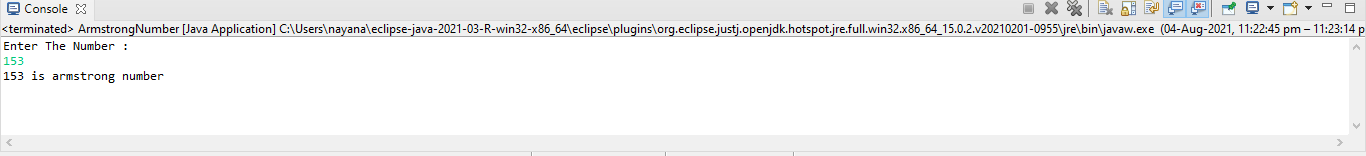 Console
<terminated> ArmstrongNumber [Java Application] C:\Users\nayana\eclipse-java-2021-03-R-win32-x86_64\eclipse\plugins\org.eclipse.justj.openjdk.hotspot.jre.full.win32.x86_64_15.0.2.v20210201-0955\jre\bin\javaw.exe (04-Aug-2021, 11:22:45 pm – 11:23:14 p
Enter The Number :
153
153 is armstrong number